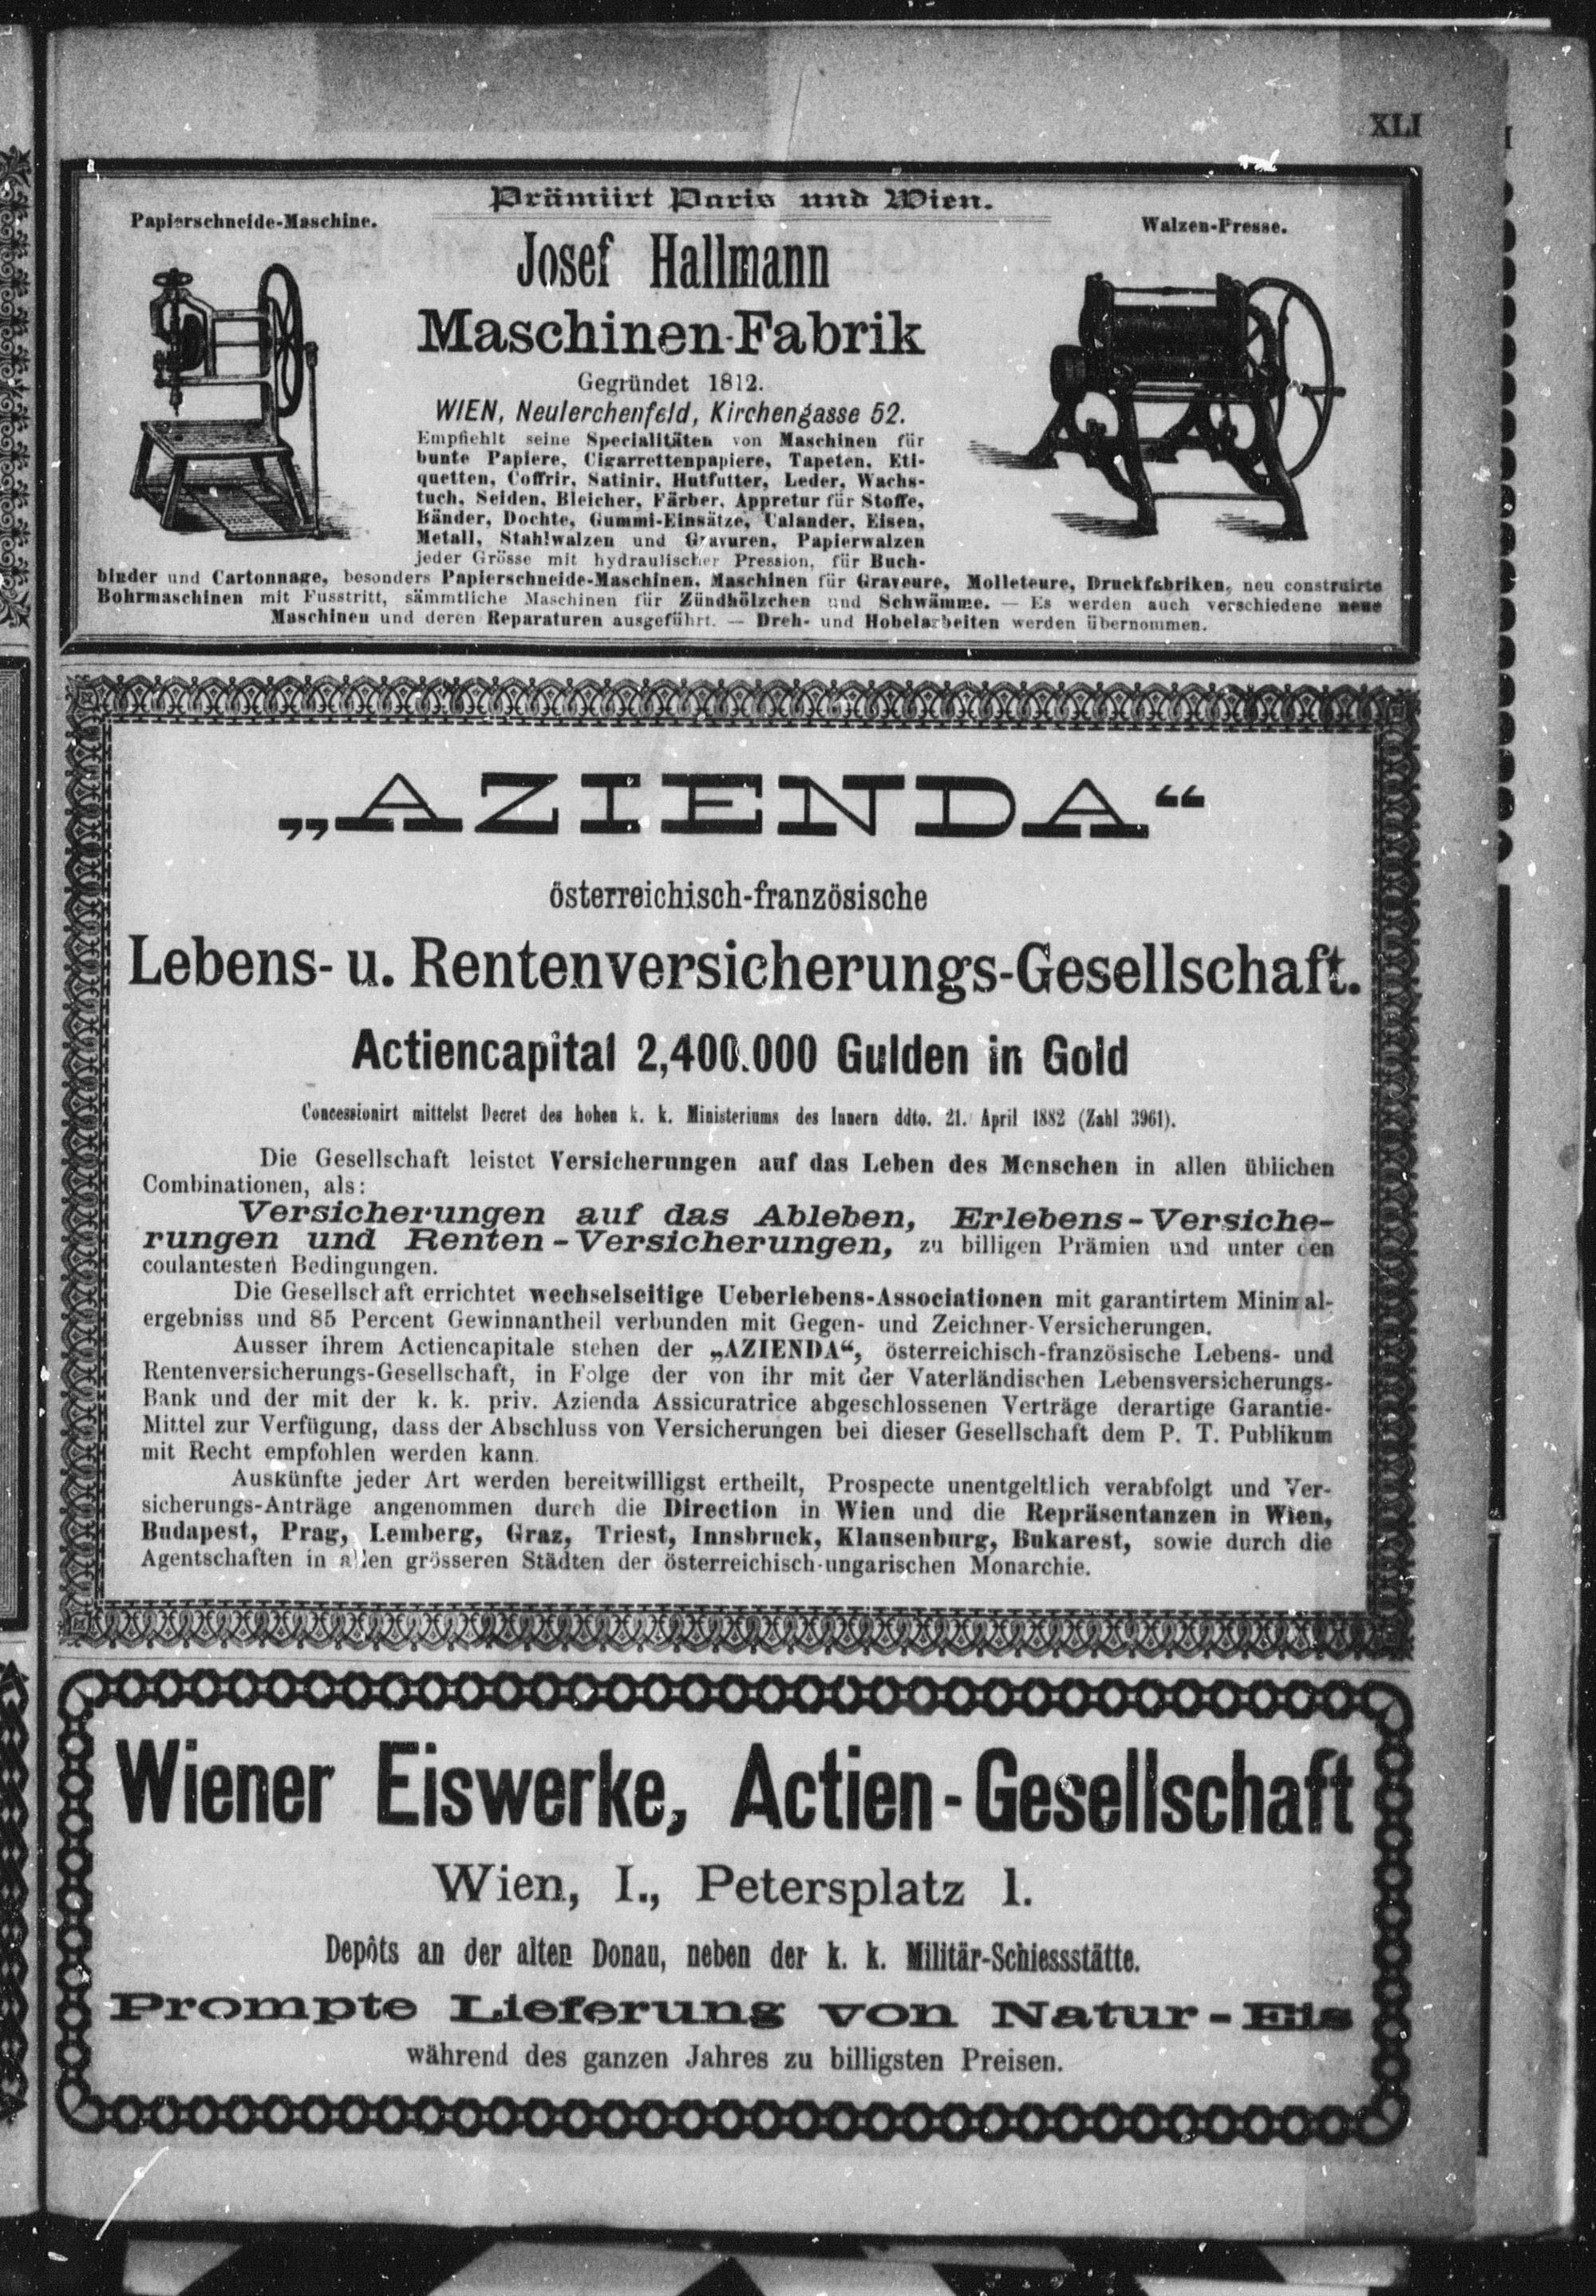 XLI
Prämiirt Paris und Wien.
Papierschneide-Maschine.
Walzen-Presse.
Josef Hallmann
Maschinen-Fabrik
Gegründet 1812.
WIEN, Neulerchenfeld, Kirchengasse 52.
Empfiehlt seine Specialitäten von Maschinen für
bunte Papiere, Cigarrettenpapiere, Tapeten, Eti-
quetten, Coffrir, Satinir, Hutfutter, Leder, Wachs-
tuch, Seiden, Bleicher, Färber, Appretur für Stoffe,
Bänder, Dochte, Gummi-Einsätze, Calander, Eisen,
Metall, Stahlwalzen und Gravuren, Papierwalzen
jeder Grösse mit hydraulischer Pression, für Buch-
binder und Cartonnage, besonders Papierschneide-Maschinen, Maschinen für Graveure, Molleteure, Druckfabriken, neu construirte
Bohrmaschinen mit Fusstritt, sämmtliche Maschinen für Zündhölzchen und Schwämme. — Es werden auch verschiedene neue
Maschinen und deren Reparaturen ausgeführt. — Dreh- und Hobelarbeiten werden übernommen.
„AZIENDA“
österreichisch-französische
Lebens- u. Rentenversicherungs-Gesellschaft.
Actiencapital 2,400.000 Gulden in Gold
Concessionirt mittelst Decret des hohen k. k. Ministeriums des Innern ddto. 21. April 1882 (Zahl 3961).
Die Gesellschaft leistet Versicherungen auf das Leben des Menschen in allen üblichen
Combinationen, als:
Versicherungen auf das Ableben, Erlebens-Versiche-
rungen und Renten-Versicherungen, zu billigen Prämien und unter den
coulantesten Bedingungen.
Die Gesellschaft errichtet wechselseitige Ueberlebens-Associationen mit garantirtem Minimal-
ergebniss und 85 Percent Gewinnantheil verbunden mit Gegen- und Zeichner-Versicherungen.
Ausser ihrem Actiencapitale stehen der „AZIENDA“, österreichisch-französische Lebens- und
Rentenversicherungs-Gesellschaft, in Folge der von ihr mit der Vaterländischen Lebensversicherungs-
Bank und der mit der k. k. priv. Azienda Assicuratrice abgeschlossenen Verträge derartige Garantie-
Mittel zur Verfügung, dass der Abschluss von Versicherungen bei dieser Gesellschaft dem P. T. Publikum
mit Recht empfohlen werden kann.
Auskünfte jeder Art werden bereitwilligst ertheilt, Prospecte unentgeltlich verabfolgt und Ver-
sicherungs-Anträge angenommen durch die Direction in Wien und die Repräsentanzen in Wien,
Budapest, Prag, Lemberg, Graz, Triest, Innsbruck, Klausenburg, Bukarest, sowie durch die
Agentschaften in allen grösseren Städten der österreichisch-ungarischen Monarchie.
Wiener Eiswerke, Actien-Gesellschaft
Wien, I., Petersplatz 1.
Depôts an der alten Donau, neben der k. k. Militär-Schiessstätte.
Prompte Lieferung von Natur-Eis
während des ganzen Jahres zu billigsten Preisen.